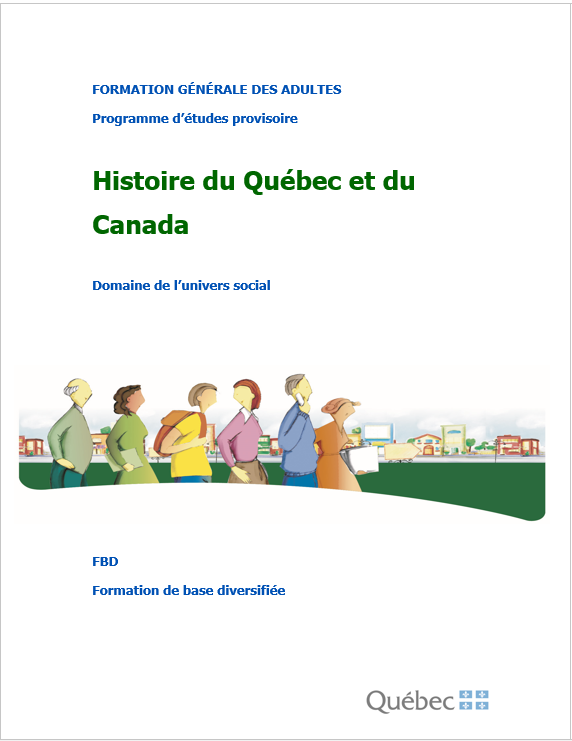 FORMATION GÉNÉRALE DES ADULTES
Programme d’études provisoire
Histoire du Québec et du
Canada
Domaine de l’univers social
FBD
Formation de base diversifiée
Québec